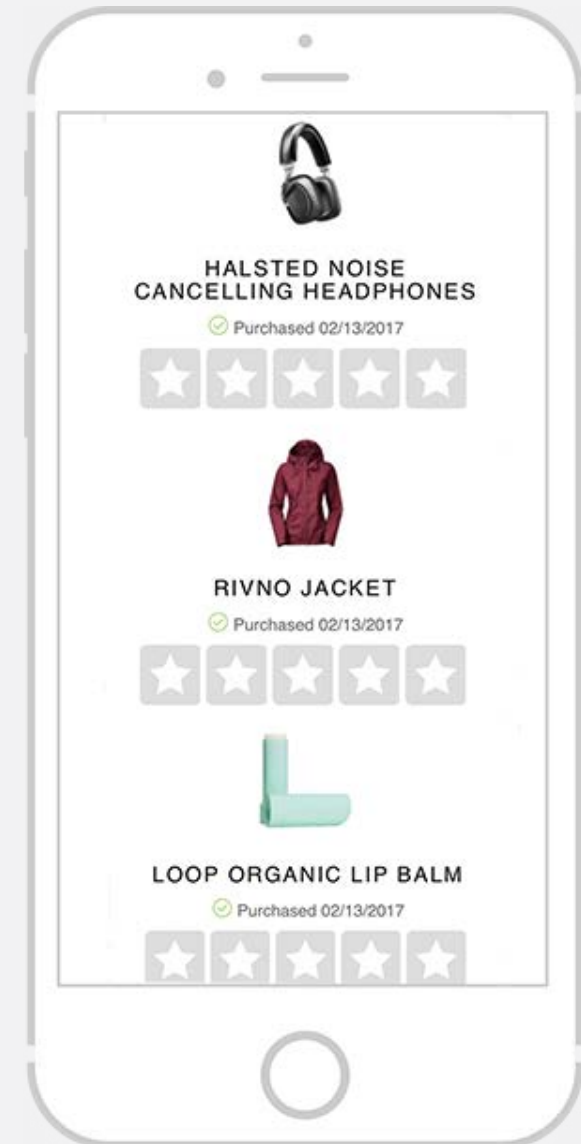 HALSTED NOISE
CANCELLING HEADPHONES
Purchased 02/13/2017
RIVNO JACKET
Purchased 02/13/2017
LOOP ORGANIC LIP BALM
Purchased 02/13/2017